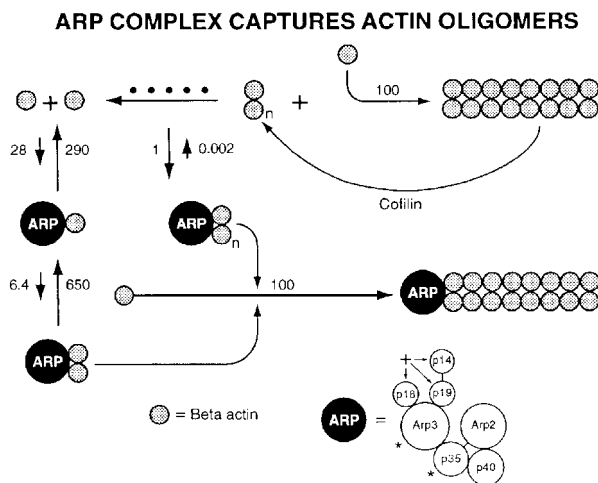 ARP COMPLEX CAPTURES ACTIN OLIGOMERS
100
+
+
n
28
290
1
0.002
Cofilin
ARP
ARP
n
6.4
650
100
ARP
ARP
= Beta actin
ARP
=
+
p14
p18
p19
Arp3
Arp2
*
p35
*
p40